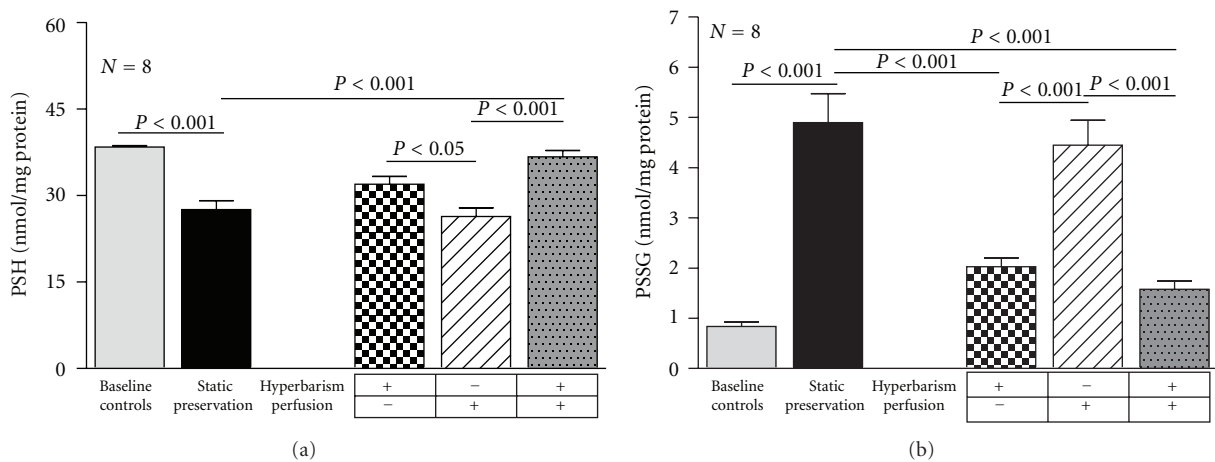 60
45
30
15
0
PSH (nmol/mg protein)
N = 8
P < 0.001
P < 0.001
P < 0.001
P < 0.05
Baseline
controls
Static
preservation
Hyperbarism
perfusion
+ − +
− + +
(a)
7
6
5
4
3
2
1
0
PSSG (nmol/mg protein)
N = 8
P < 0.001
P < 0.001
P < 0.001
P < 0.001
P < 0.001
Baseline
controls
Static
preservation
Hyperbarism
perfusion
+ − +
− + +
(b)